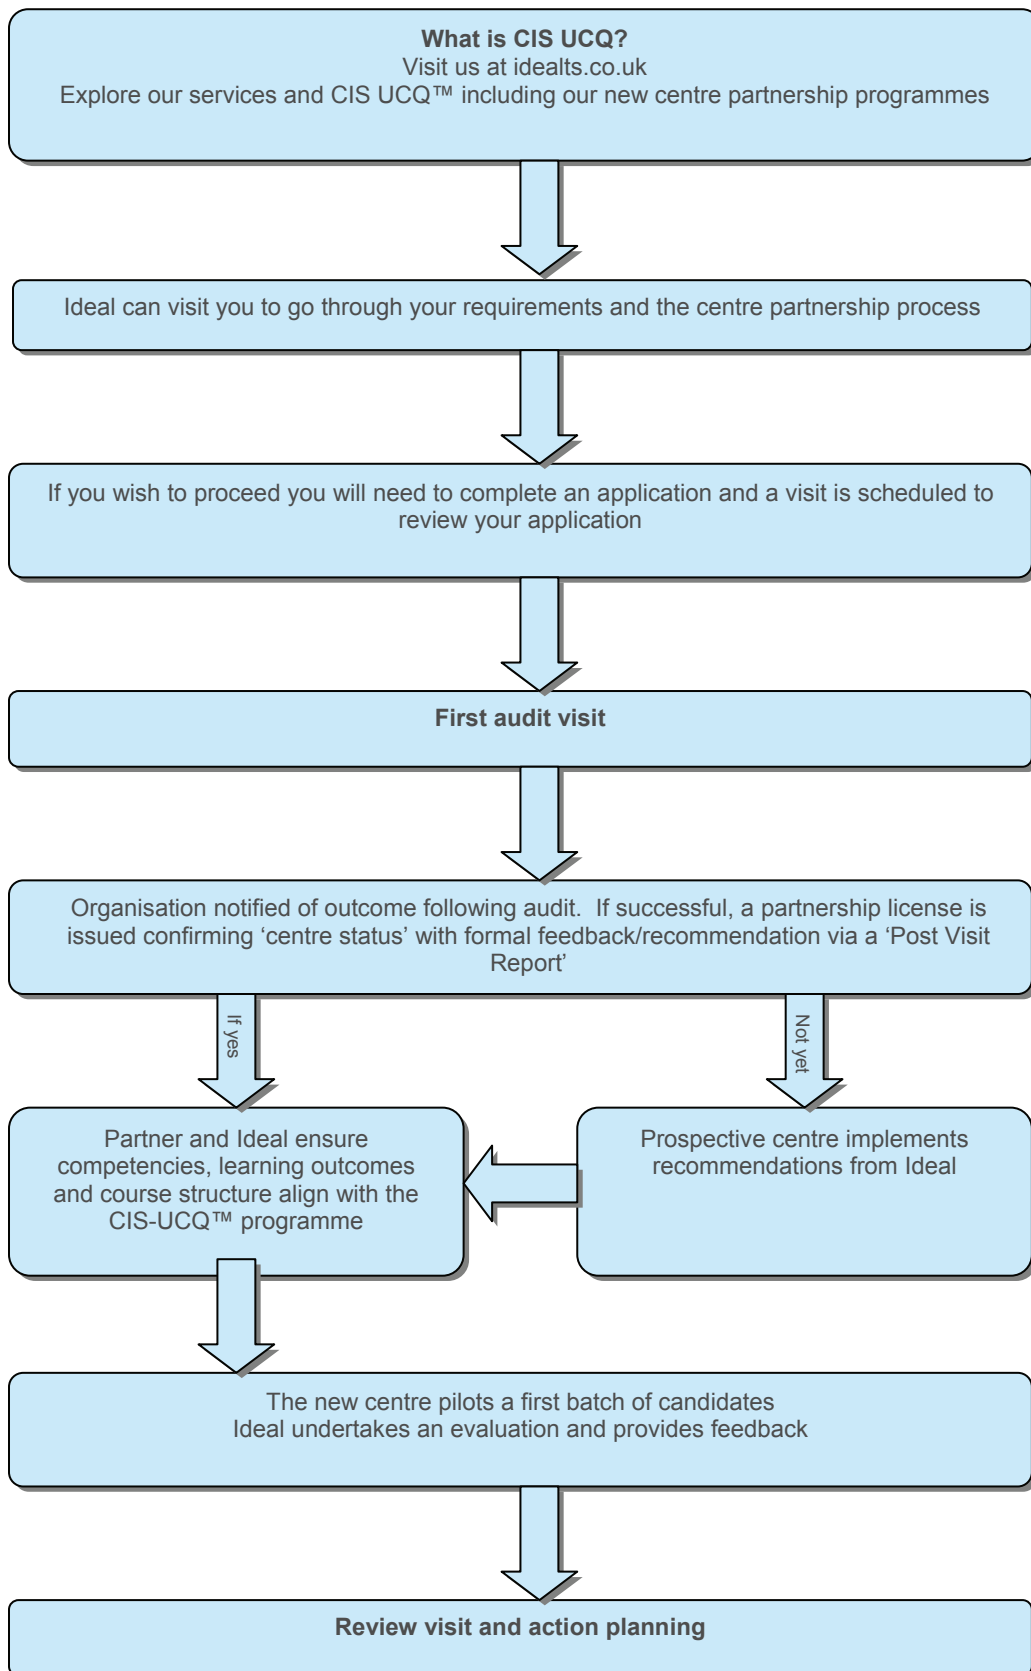 What is CIS UCQ?
Visit us at idealts.co.uk
Explore our services and CIS UCQ™ including our new centre partnership programmes
Ideal can visit you to go through your requirements and the centre partnership process
If you wish to proceed you will need to complete an application and a visit is scheduled to
review your application
First audit visit
Organisation notified of outcome following audit.  If successful, a partnership license is
issued confirming ‘centre status’ with formal feedback/recommendation via a ‘Post Visit
Report’
If yes
Not yet
Partner and Ideal ensure
competencies, learning outcomes
and course structure align with the
CIS-UCQ™ programme
Prospective centre implements
recommendations from Ideal
The new centre pilots a first batch of candidates
Ideal undertakes an evaluation and provides feedback
Review visit and action planning